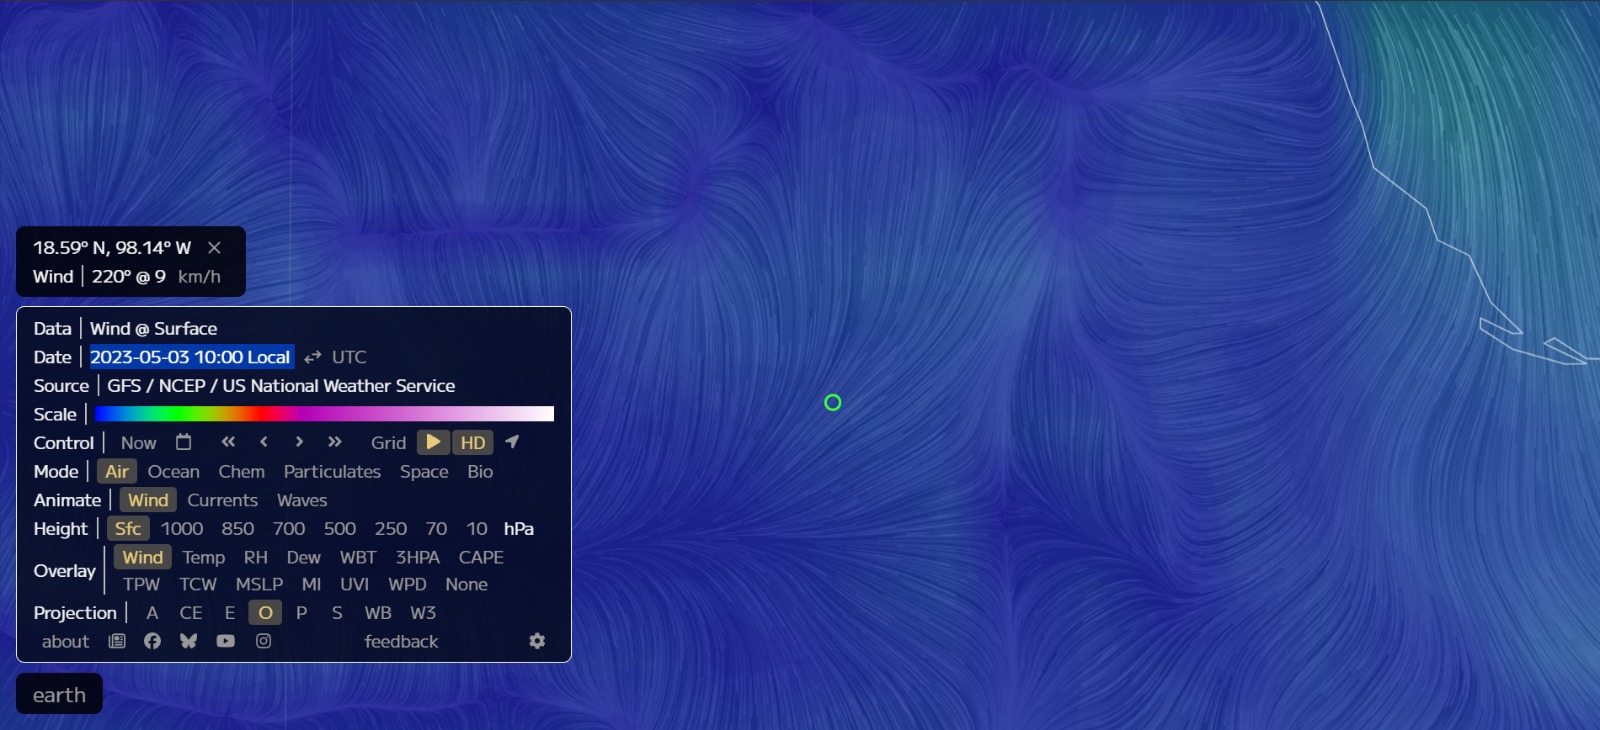 18.59° N, 98.14° W ×
Wind | 220° @ 9 km/h
Data | Wind @ Surface
Date | 2023-05-03 10:00 Local ⇄ UTC
Source | GFS / NCEP / US National Weather Service
Scale |
Control | Now « ‹ › » Grid HD
Mode | Air Ocean Chem Particulates Space Bio
Animate | Wind Currents Waves
Height | Sfc 1000 850 700 500 250 70 10 hPa
Overlay | Wind Temp RH Dew WBT 3HPA CAPE
TPW TCW MSLP MI UVI WPD None
Projection | A CE E O P S WB W3
about feedback
earth